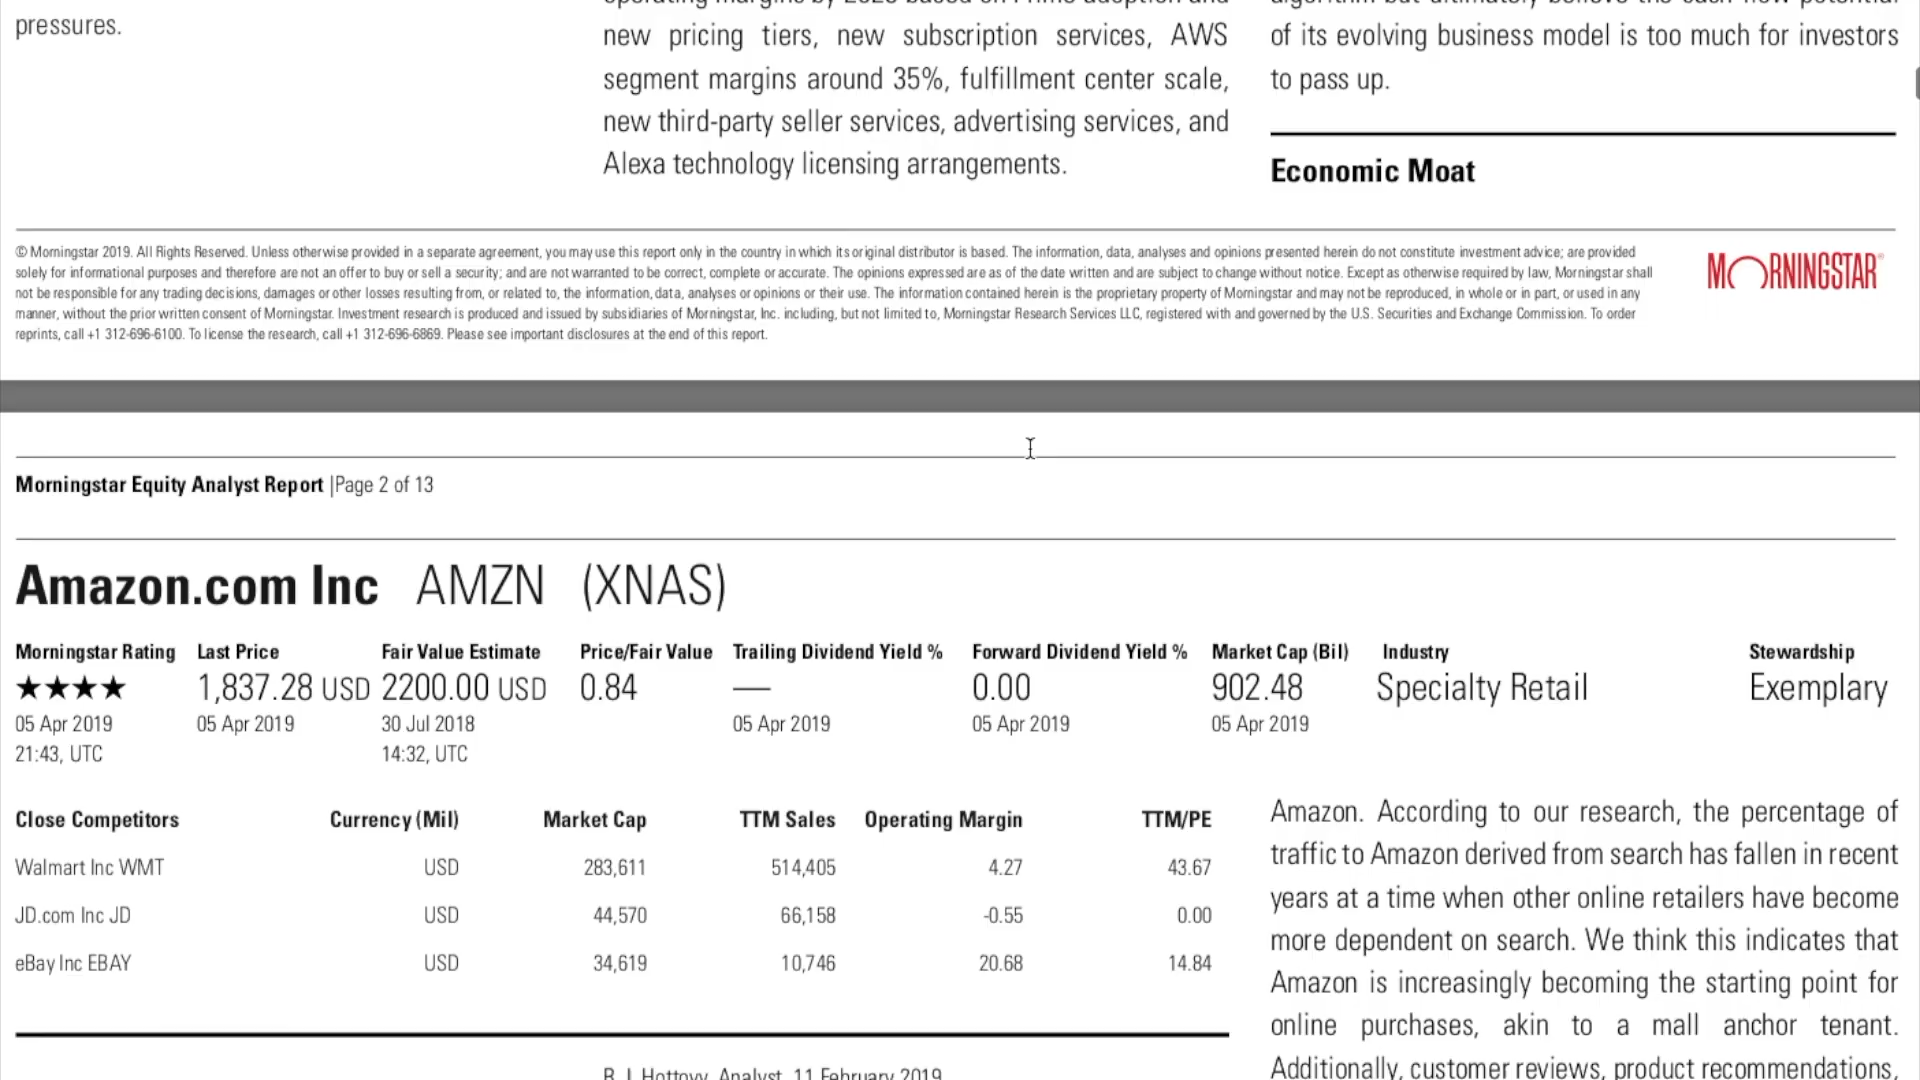 pressures.
new pricing tiers, new subscription services, AWS
segment margins around 35%, fulfillment center scale,
new third-party seller services, advertising services, and
Alexa technology licensing arrangements.
of its evolving business model is too much for investors
to pass up.
Economic Moat
© Morningstar 2019. All Rights Reserved. Unless otherwise provided in a separate agreement, you may use this report only in the country in which its original distributor is based. The information, data, analyses and opinions presented herein do not constitute investment advice; are provided
solely for informational purposes and therefore are not an offer to buy or sell a security; and are not warranted to be correct, complete or accurate. The opinions expressed are as of the date written and are subject to change without notice. Except as otherwise required by law, Morningstar shall
not be responsible for any trading decisions, damages or other losses resulting from, or related to, the information, data, analyses or opinions or their use. The information contained herein is the proprietary property of Morningstar and may not be reproduced, in whole or in part, or used in any
manner, without the prior written consent of Morningstar. Investment research is produced and issued by subsidiaries of Morningstar, Inc. including, but not limited to, Morningstar Research Services LLC, registered with and governed by the U.S. Securities and Exchange Commission. To order
reprints, call +1 312-696-6100. To license the research, call +1 312-696-6869. Please see important disclosures at the end of this report.
MORNINGSTAR®
Morningstar Equity Analyst Report |Page 2 of 13
Amazon.com Inc AMZN (XNAS)
Morningstar Rating Last Price Fair Value Estimate Price/Fair Value Trailing Dividend Yield % Forward Dividend Yield % Market Cap (Bil) Industry Stewardship
★★★★ 1,837.28 USD 2200.00 USD 0.84 — 0.00 902.48 Specialty Retail Exemplary
05 Apr 2019 05 Apr 2019 30 Jul 2018 05 Apr 2019 05 Apr 2019 05 Apr 2019
21:43, UTC 14:32, UTC
Close Competitors Currency (Mil) Market Cap TTM Sales Operating Margin TTM/PE
Walmart Inc WMT USD 283,611 514,405 4.27 43.67
JD.com Inc JD USD 44,570 66,158 -0.55 0.00
eBay Inc EBAY USD 34,619 10,746 20.68 14.84
R.J. Hottovy, Analyst, 11 February 2019
Amazon. According to our research, the percentage of
traffic to Amazon derived from search has fallen in recent
years at a time when other online retailers have become
more dependent on search. We think this indicates that
Amazon is increasingly becoming the starting point for
online purchases, akin to a mall anchor tenant.
Additionally, customer reviews, product recommendations,